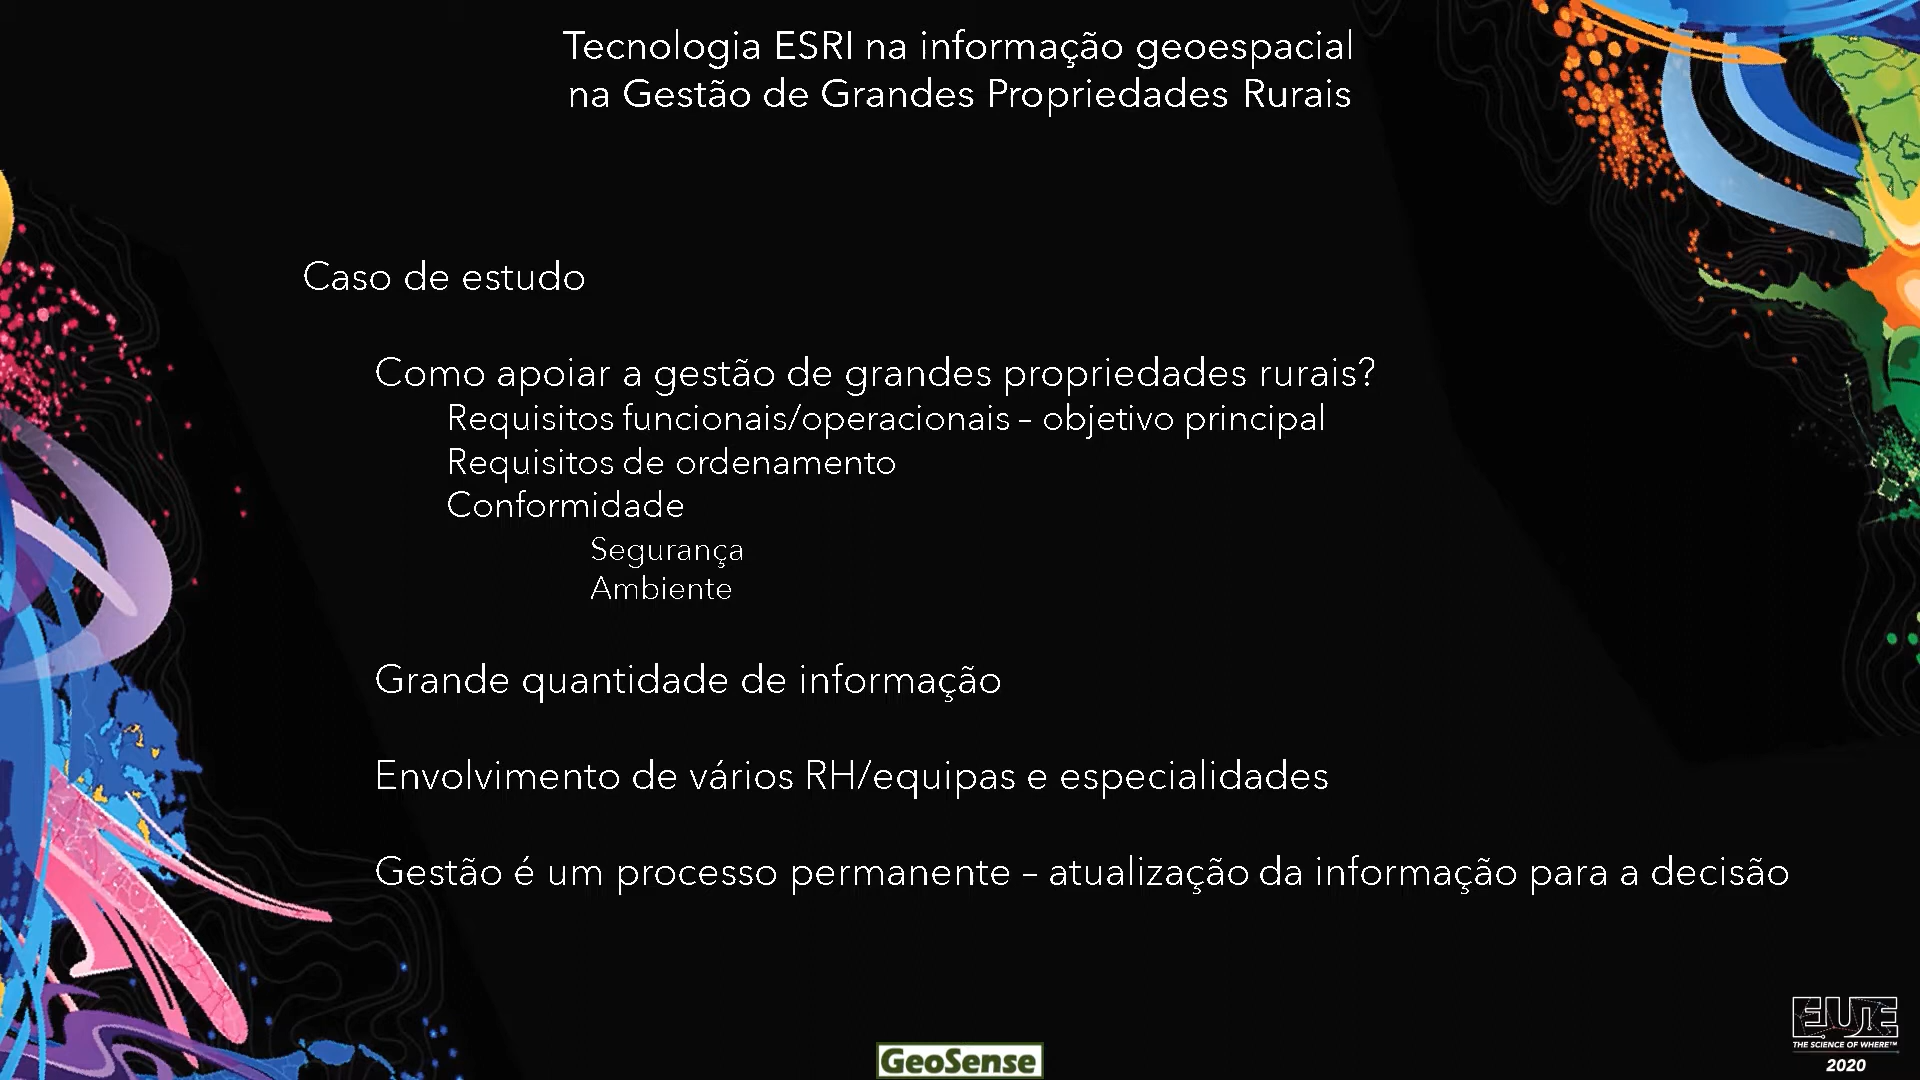 Tecnologia ESRI na informação geoespacial
na Gestão de Grandes Propriedades Rurais
Caso de estudo
Como apoiar a gestão de grandes propriedades rurais?
Requisitos funcionais/operacionais – objetivo principal
Requisitos de ordenamento
Conformidade
Segurança
Ambiente
Grande quantidade de informação
Envolvimento de vários RH/equipas e especialidades
Gestão é um processo permanente – atualização da informação para a decisão
GeoSense
EUE
THE SCIENCE OF WHERE™
2020